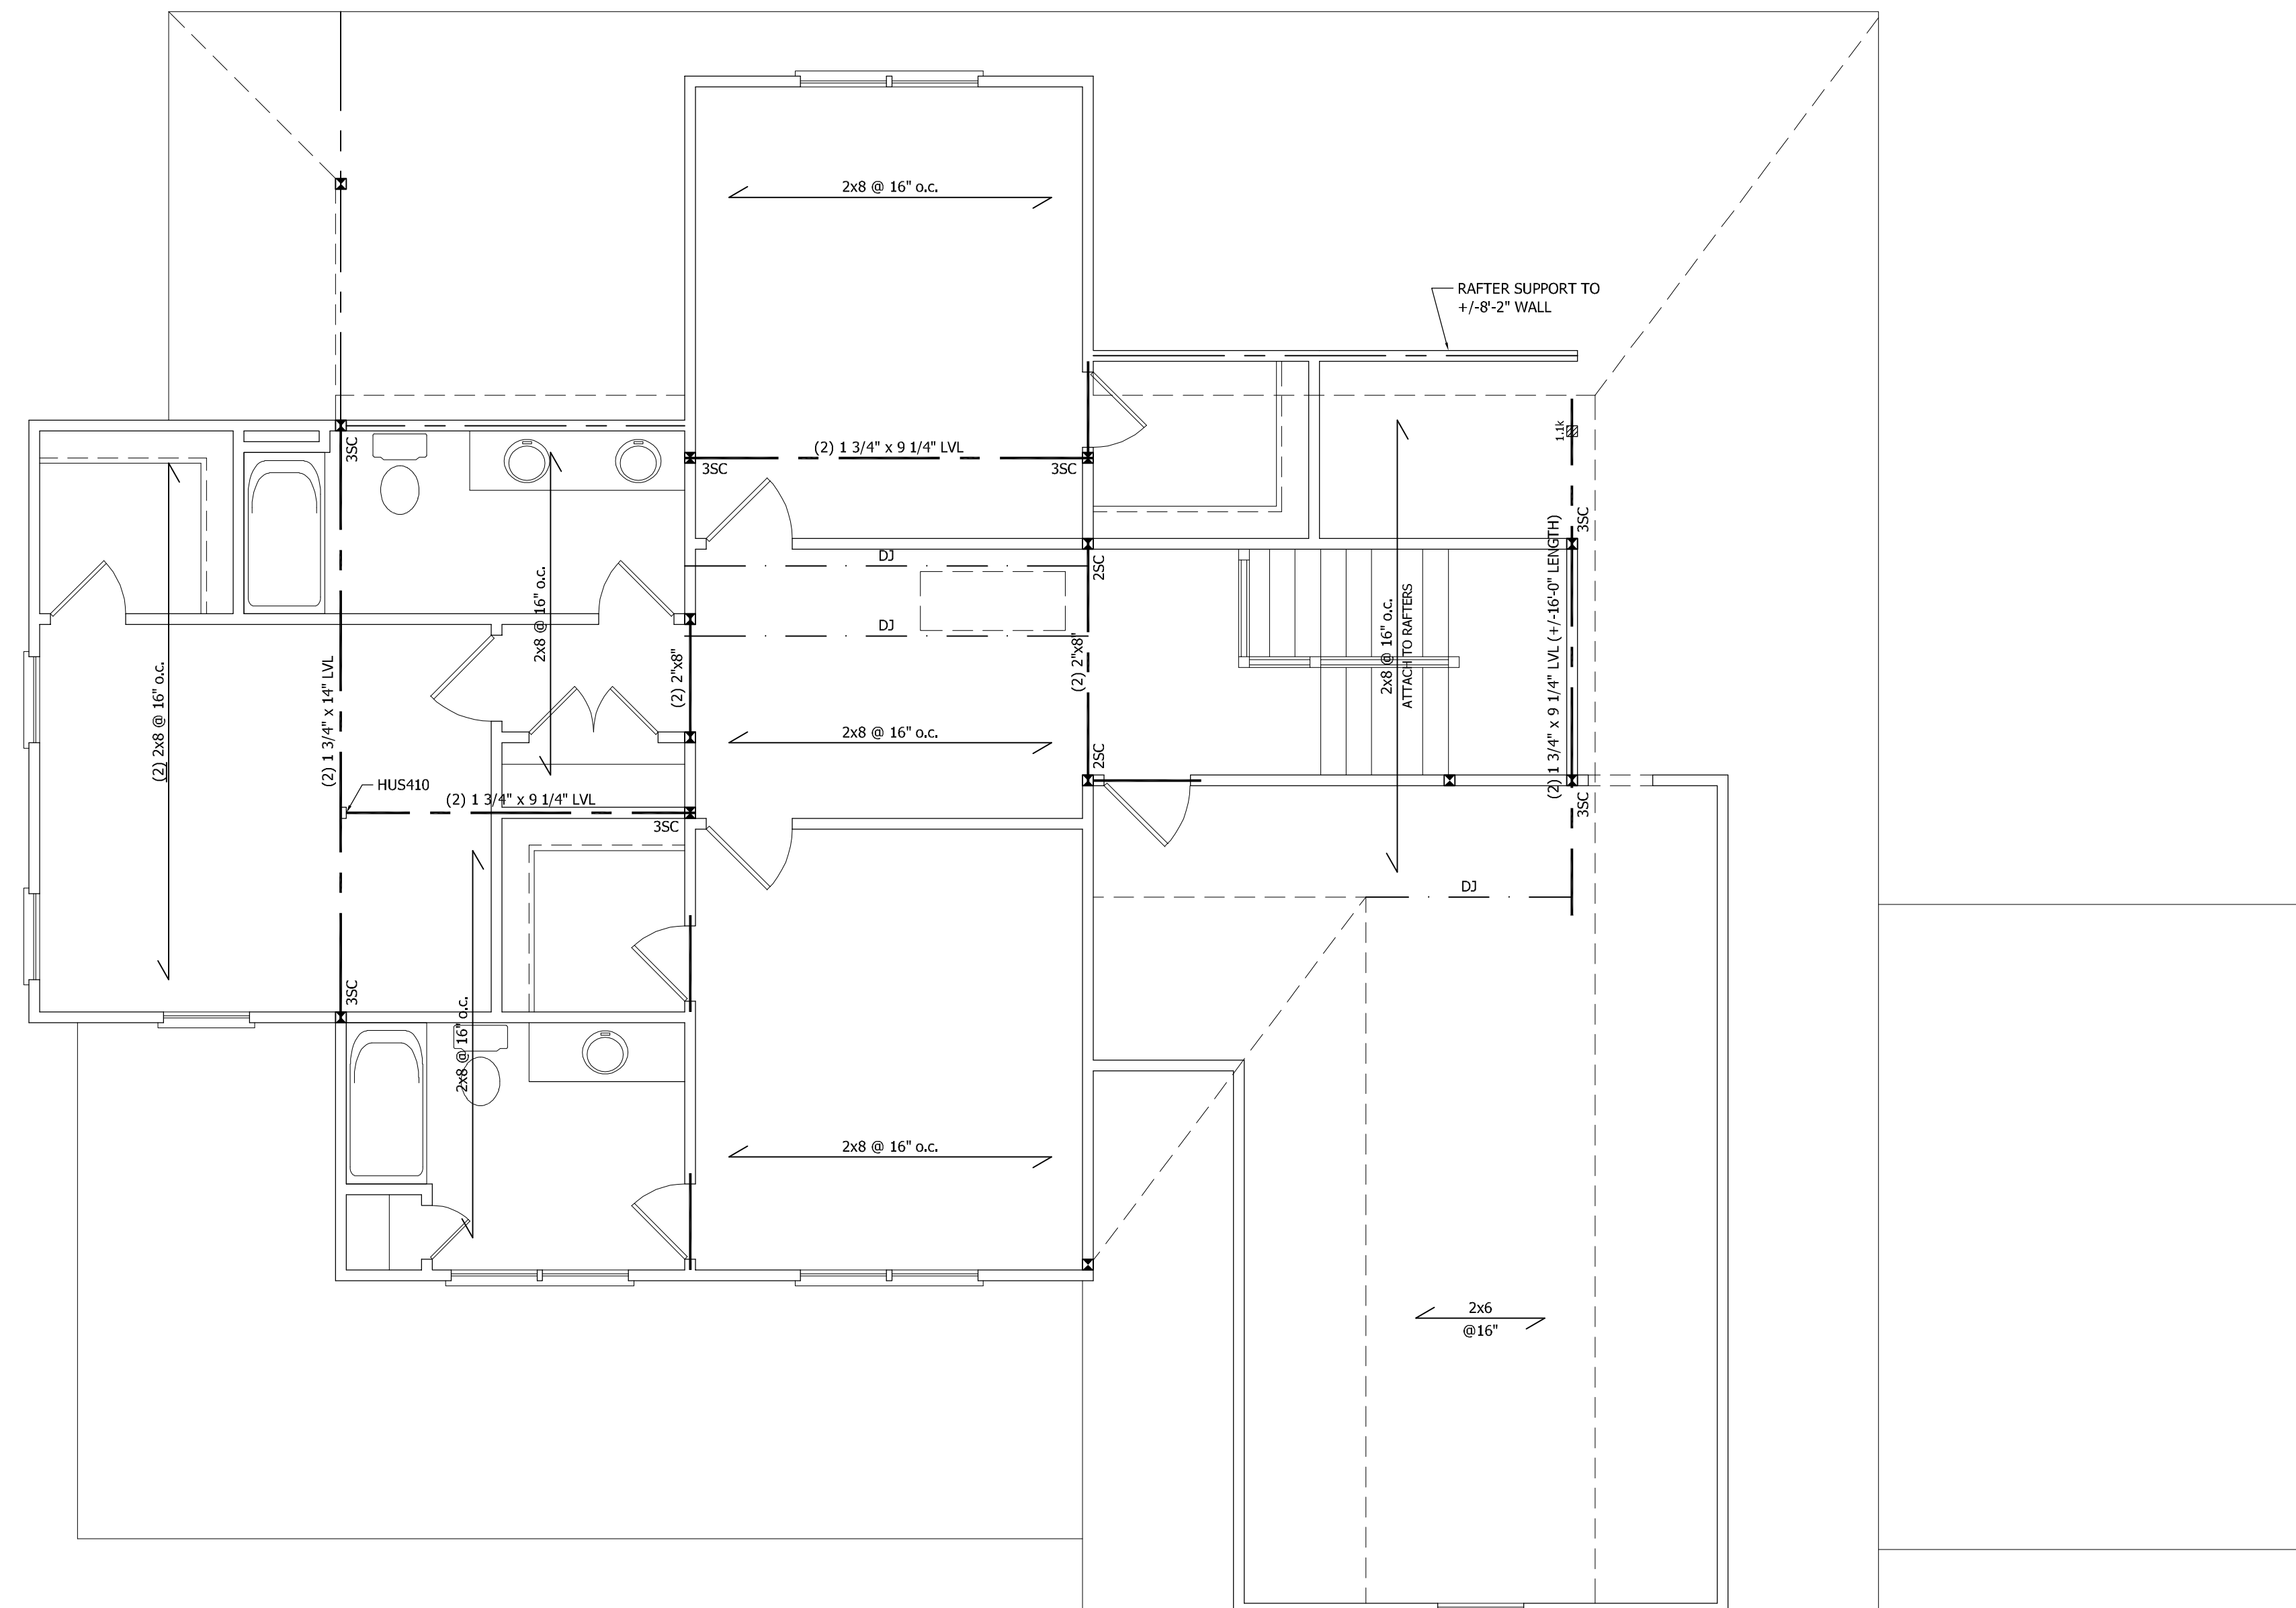 2x8 @ 16" o.c.
RAFTER SUPPORT TO
+/-8'-2" WALL
1.1k
3SC
(2) 1 3/4" x 9 1/4" LVL
3SC
3SC
3SC
DJ
2SC
2x8 @ 16" o.c.
DJ
(2) 2x8 @ 16" o.c.
(2) 1 3/4" x 14" LVL
(2) 2"x8"
(2) 2"x8"
2x8 @ 16" o.c.
ATTACH TO RAFTERS
(2) 1 3/4" x 9 1/4" LVL (+/-16'-0" LENGTH)
2x8 @ 16" o.c.
2SC
HUS410
(2) 1 3/4" x 9 1/4" LVL
3SC
3SC
DJ
3SC
2x8 @ 16" o.c.
2x8 @ 16" o.c.
2x6
@16"